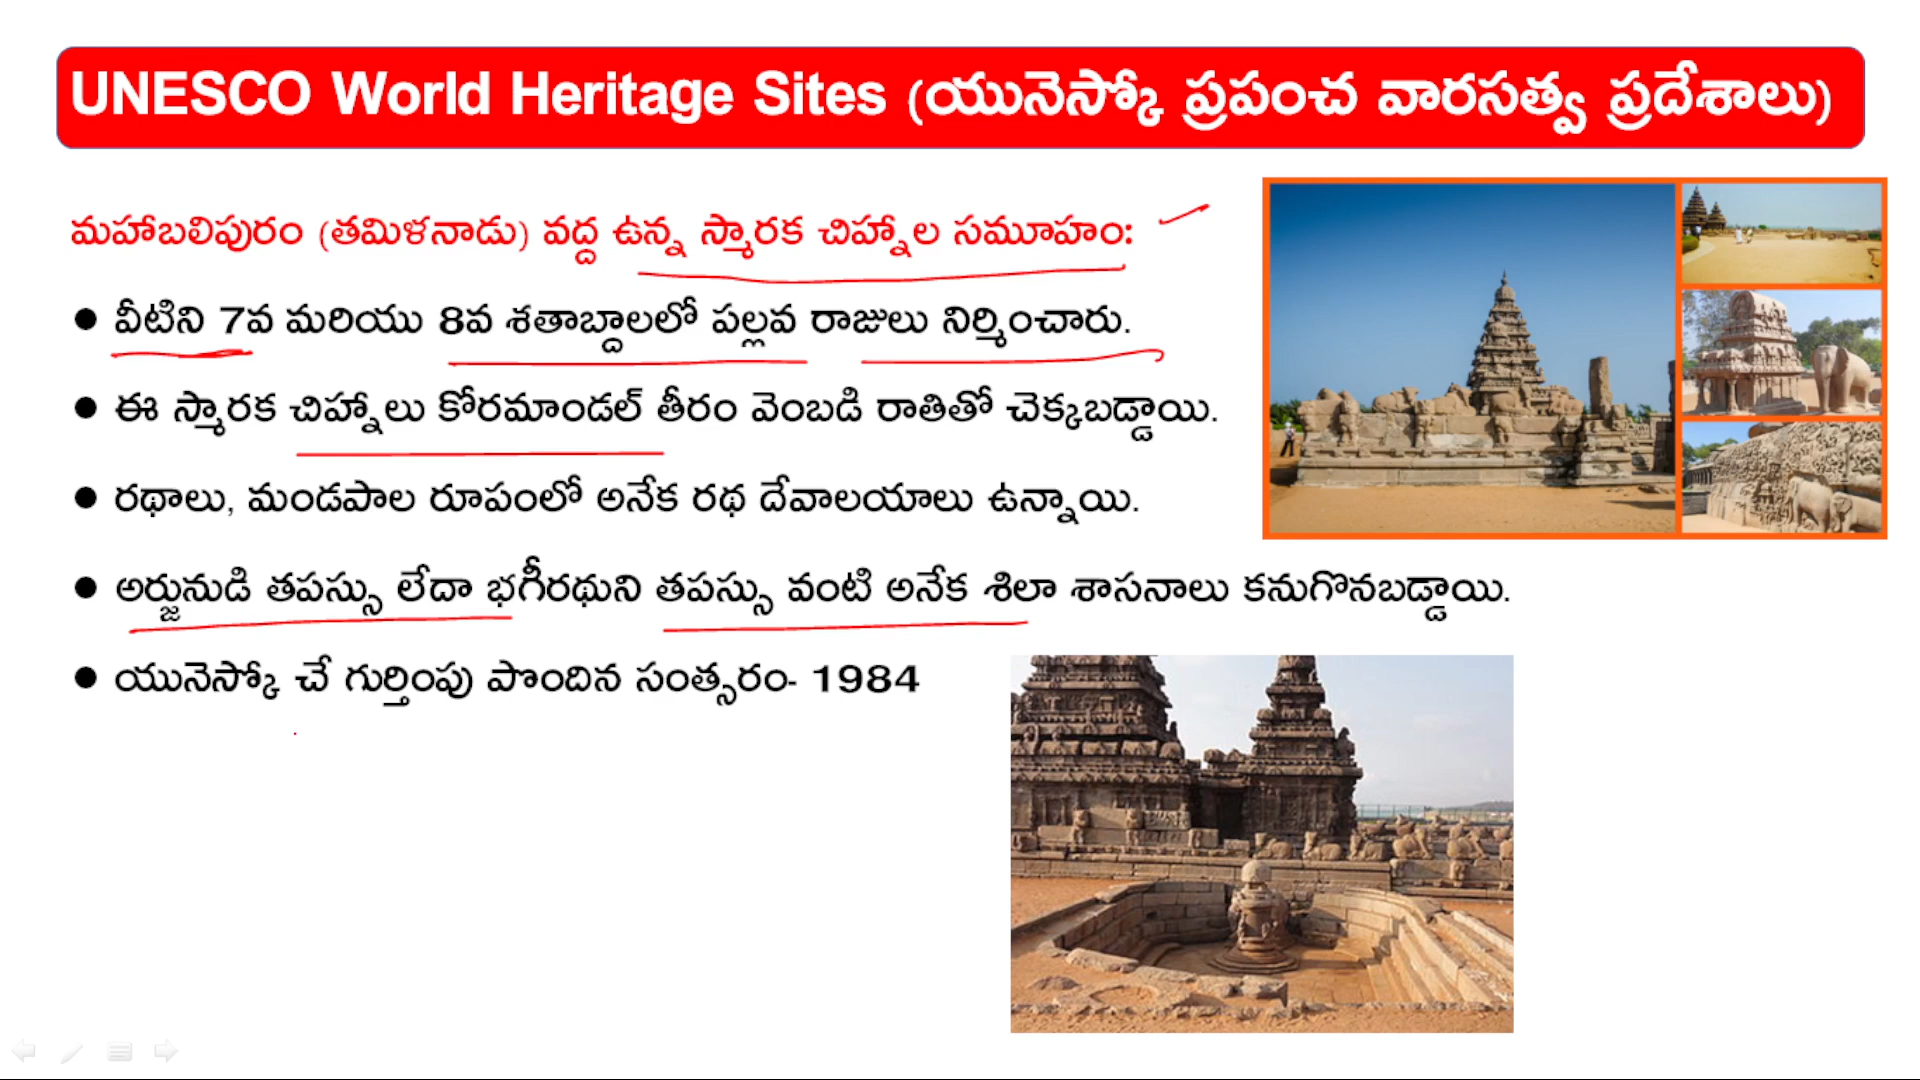 UNESCO World Heritage Sites (యునెస్కో ప్రపంచ వారసత్వ ప్రదేశాలు)
మహాబలిపురం (తమిళనాడు) వద్ద ఉన్న స్మారక చిహ్నాల సమూహం:
● వీటిని 7వ మరియు 8వ శతాబ్దాలలో పల్లవ రాజులు నిర్మించారు.
● ఈ స్మారక చిహ్నాలు కోరమాండల్ తీరం వెంబడి రాతితో చెక్కబడ్డాయి.
● రథాలు, మండపాల రూపంలో అనేక రథ దేవాలయాలు ఉన్నాయి.
● అర్జునుడి తపస్సు లేదా భగీరథుని తపస్సు వంటి అనేక శిలా శాసనాలు కనుగొనబడ్డాయి.
● యునెస్కో చే గుర్తింపు పొందిన సంత్సరం- 1984